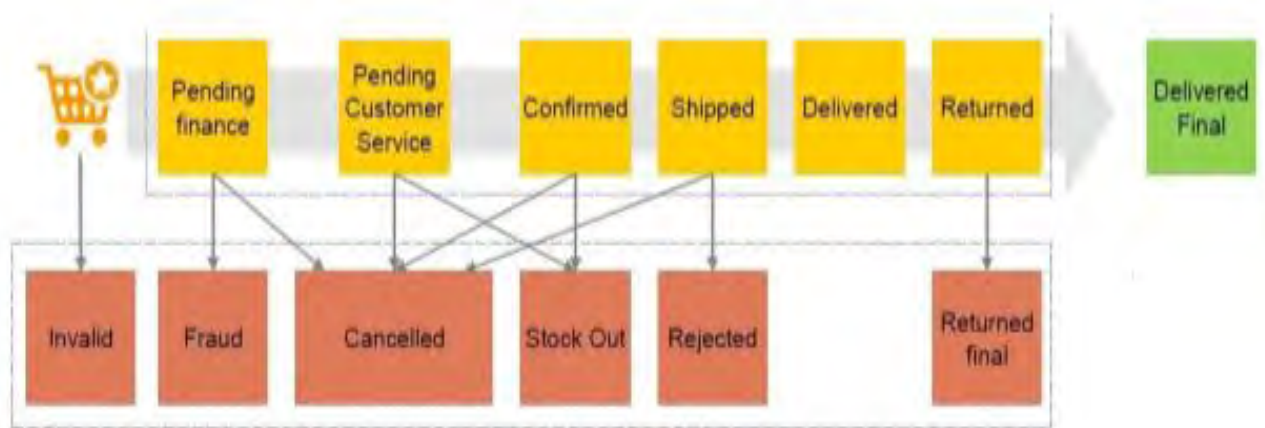 Pending
finance
Pending
Customer
Service
Confirmed
Shipped
Delivered
Returned
Delivered
Final
Invalid
Fraud
Cancelled
Stock Out
Rejected
Returned
final